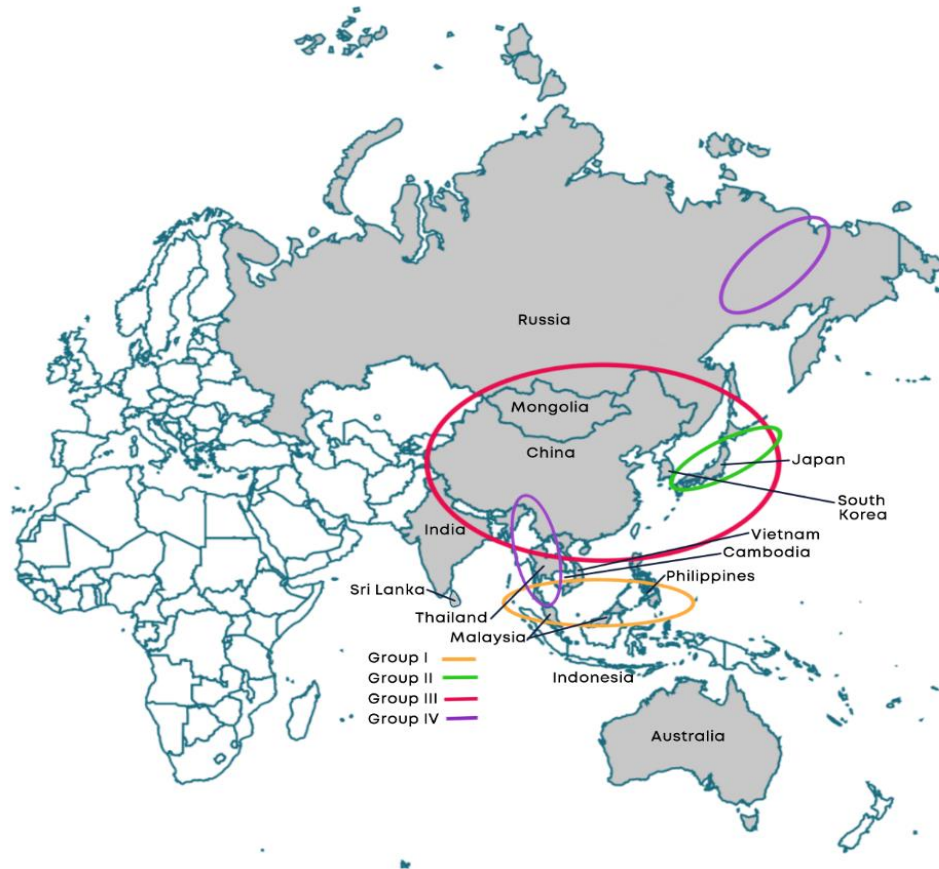 Russia
Mongolia
China
Japan
South
Korea
India
Vietnam
Cambodia
Philippines
Sri Lanka
Thailand
Malaysia
Group I
Group II
Group III
Group IV
Indonesia
Australia